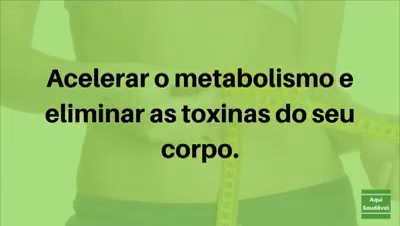 Acelerar o metabolismo e
eliminar as toxinas do seu
corpo.
Aqui
Saudável